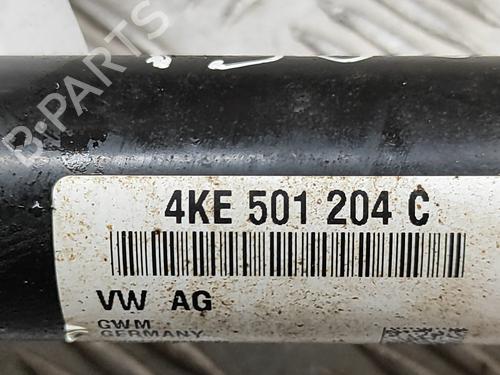 B-PARTS
4KE 501 204 C
VW AG
GWM
GERMANY